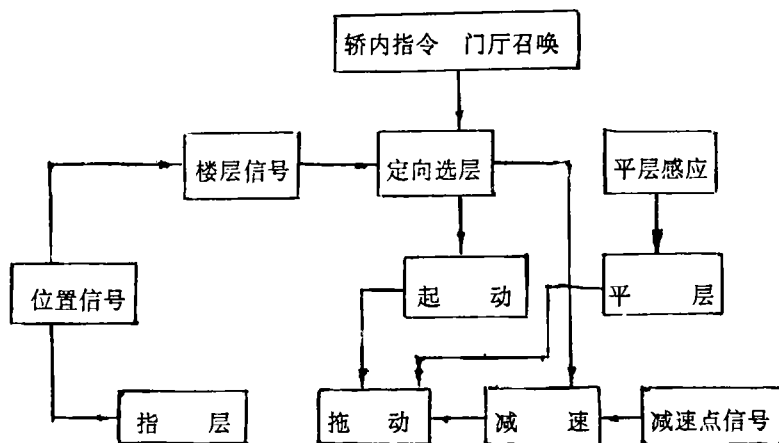 轿内指令 门厅召唤
楼层信号
定向选层
平层感应
位置信号
起 动
平 层
指 层
拖 动
减 速
减速点信号